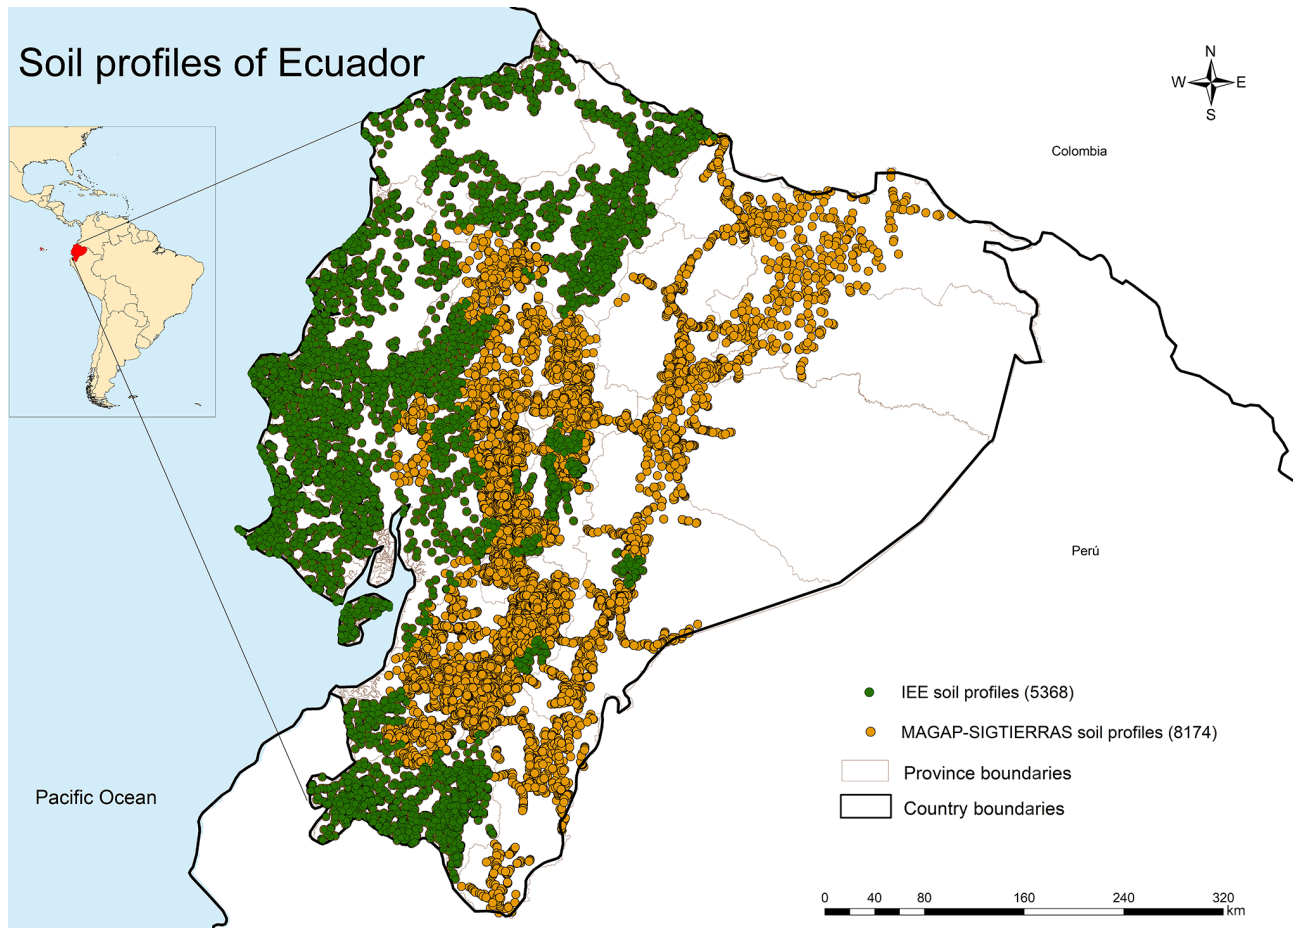 Soil profiles of Ecuador
N
W E
S
Colombia
Perú
IEE soil profiles (5368)
MAGAP-SIGTIERRAS soil profiles (8174)
Province boundaries
Country boundaries
Pacific Ocean
0 40 80 160 240 320
km